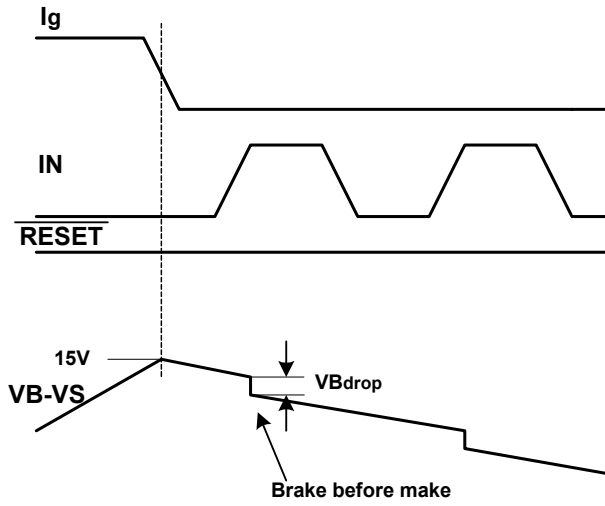 Ig
IN
RESET
15V
VB-VS
VBdrop
Brake before make